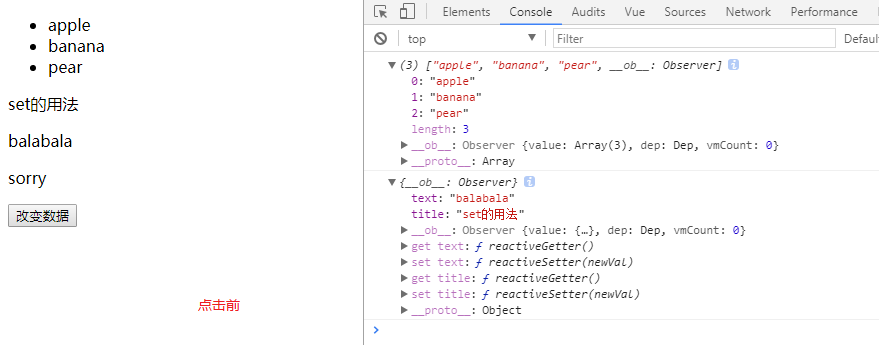 apple
banana
pear
set的用法
balabala
sorry
改变数据
点击前
Elements Console Audits Vue Sources Network Performance
top Filter Default
(3) ["apple", "banana", "pear", __ob__: Observer] i
0: "apple"
1: "banana"
2: "pear"
length: 3
__ob__: Observer {value: Array(3), dep: Dep, vmCount: 0}
__proto__: Array
{__ob__: Observer} i
text: "balabala"
title: "set的用法"
__ob__: Observer {value: {…}, dep: Dep, vmCount: 0}
get text: ƒ reactiveGetter()
set text: ƒ reactiveSetter(newVal)
get title: ƒ reactiveGetter()
set title: ƒ reactiveSetter(newVal)
__proto__: Object